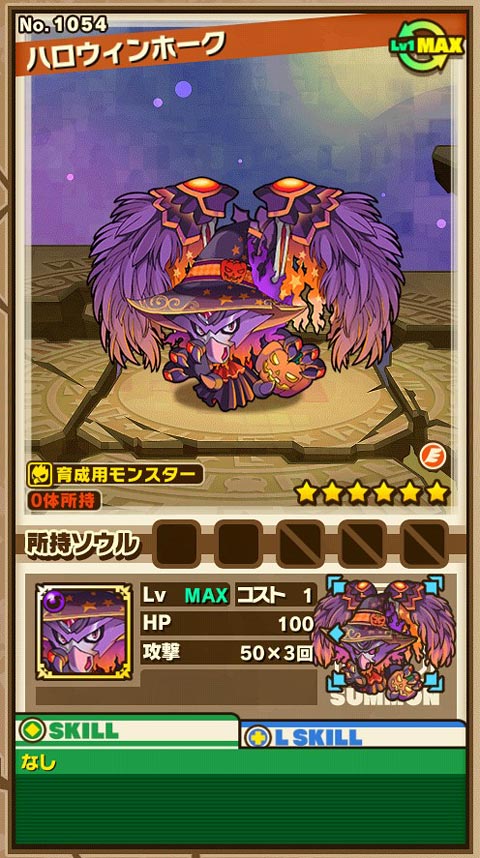 No.1054
ハロウィンホーク
Lv1 MAX
育成用モンスター
E
0体所持
所持ソウル
Lv MAX コスト 1
HP 100
攻撃 50×3回
SUMMON
SKILL
L SKILL
なし